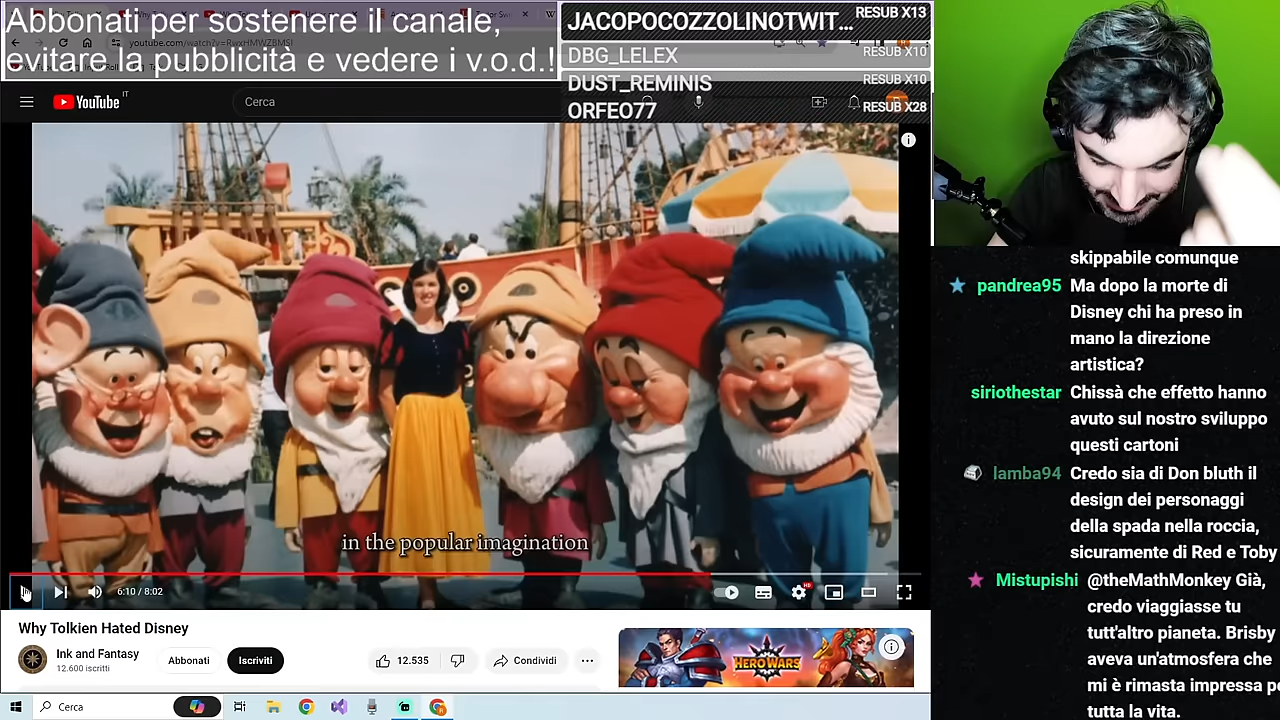 Abbonati per sostenere il canale,
evitare la pubblicità e vedere i v.o.d.!
JACOPOCOZZOLINOTWIT… RESUB X13
DBG_LELEX RESUB X10
DUST_REMINIS RESUB X10
ORFEO77 RESUB X28
YouTube IT
Cerca
in the popular imagination
6:10 / 8:02
HD
Why Tolkien Hated Disney
Ink and Fantasy
12.600 iscritti
Abbonati
Iscriviti
12.535
Condividi
HERO WARS
Cerca
skippabile comunque
pandrea95 Ma dopo la morte di
Disney chi ha preso in
mano la direzione
artistica?
siriothestar Chissà che effetto hanno
avuto sul nostro sviluppo
questi cartoni
lamba94 Credo sia di Don bluth il
design dei personaggi
della spada nella roccia,
sicuramente di Red e Toby
Mistupishi @theMathMonkey Già,
credo viaggiasse tu
tutt'altro pianeta. Brisby
aveva un'atmosfera che
mi è rimasta impressa pe
tutta la vita.